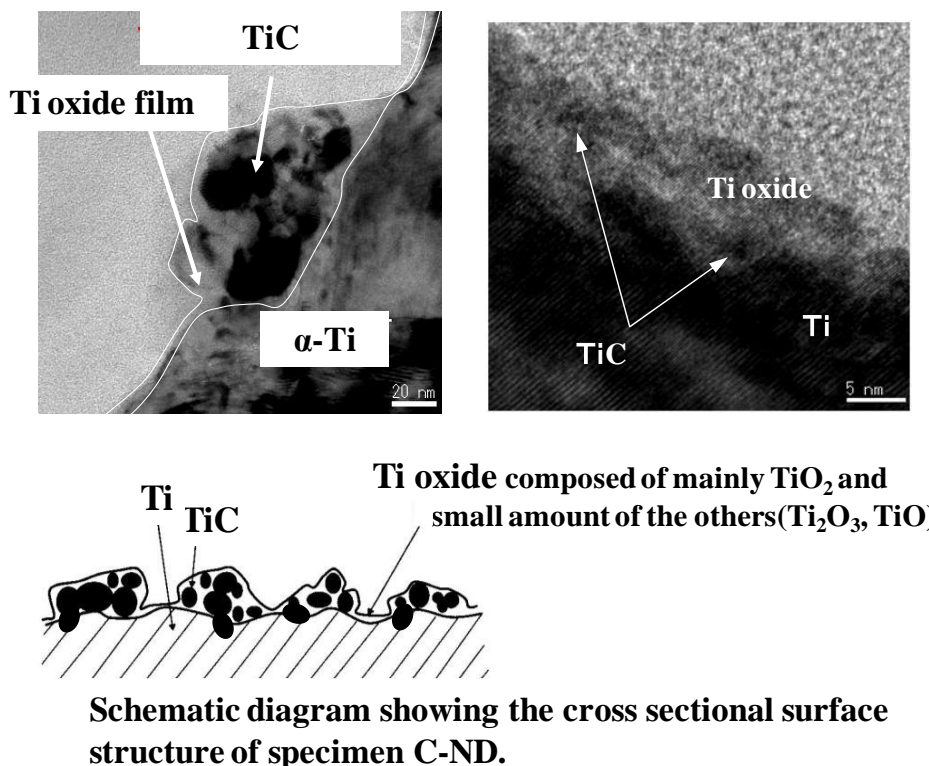 TiC
Ti oxide film
α-Ti
20 nm
Ti oxide
TiC
Ti
5 nm
Ti oxide composed of mainly TiO₂ and
small amount of the others(Ti₂O₃, TiO)
Ti
TiC
Schematic diagram showing the cross sectional surface
structure of specimen C-ND.